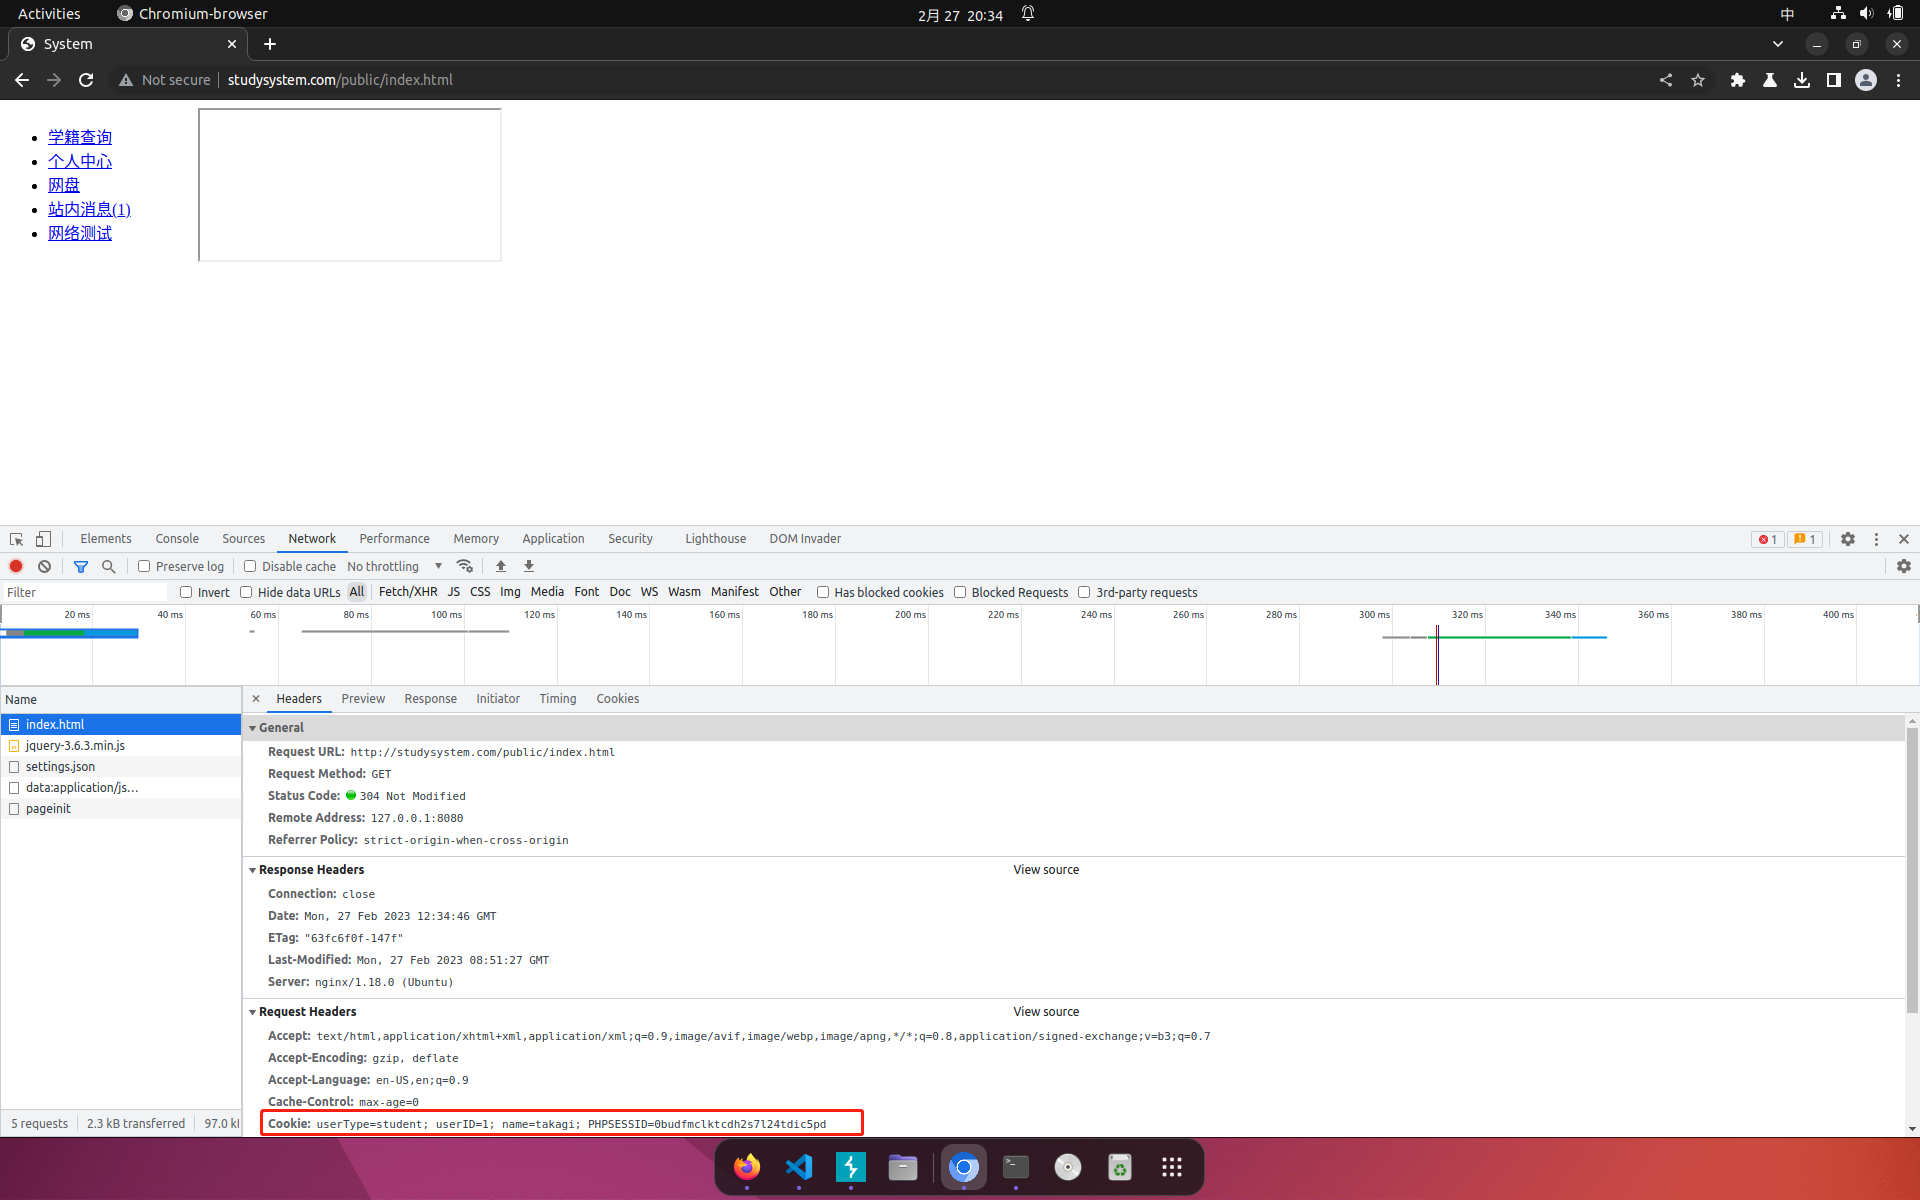 Activities Chromium-browser 2月 27 20:34 中
System
Not secure studysystem.com/public/index.html
学籍查询
个人中心
网盘
站内消息(1)
网络测试
Elements Console Sources Network Performance Memory Application Security Lighthouse DOM Invader 1 1
Preserve log Disable cache No throttling
Filter Invert Hide data URLs All Fetch/XHR JS CSS Img Media Font Doc WS Wasm Manifest Other Has blocked cookies Blocked Requests 3rd-party requests
20 ms 40 ms 60 ms 80 ms 100 ms 120 ms 140 ms 160 ms 180 ms 200 ms 220 ms 240 ms 260 ms 280 ms 300 ms 320 ms 340 ms 360 ms 380 ms 400 ms
Name
index.html
jquery-3.6.3.min.js
settings.json
data:application/js…
pageinit
5 requests 2.3 kB transferred 97.0 k
Headers Preview Response Initiator Timing Cookies
General
Request URL: http://studysystem.com/public/index.html
Request Method: GET
Status Code: 304 Not Modified
Remote Address: 127.0.0.1:8080
Referrer Policy: strict-origin-when-cross-origin
Response Headers View source
Connection: close
Date: Mon, 27 Feb 2023 12:34:46 GMT
ETag: "63fc6f0f-147f"
Last-Modified: Mon, 27 Feb 2023 08:51:27 GMT
Server: nginx/1.18.0 (Ubuntu)
Request Headers View source
Accept: text/html,application/xhtml+xml,application/xml;q=0.9,image/avif,image/webp,image/apng,*/*;q=0.8,application/signed-exchange;v=b3;q=0.7
Accept-Encoding: gzip, deflate
Accept-Language: en-US,en;q=0.9
Cache-Control: max-age=0
Cookie: userType=student; userID=1; name=takagi; PHPSESSID=0budfmclktcdh2s7l24tdic5pd